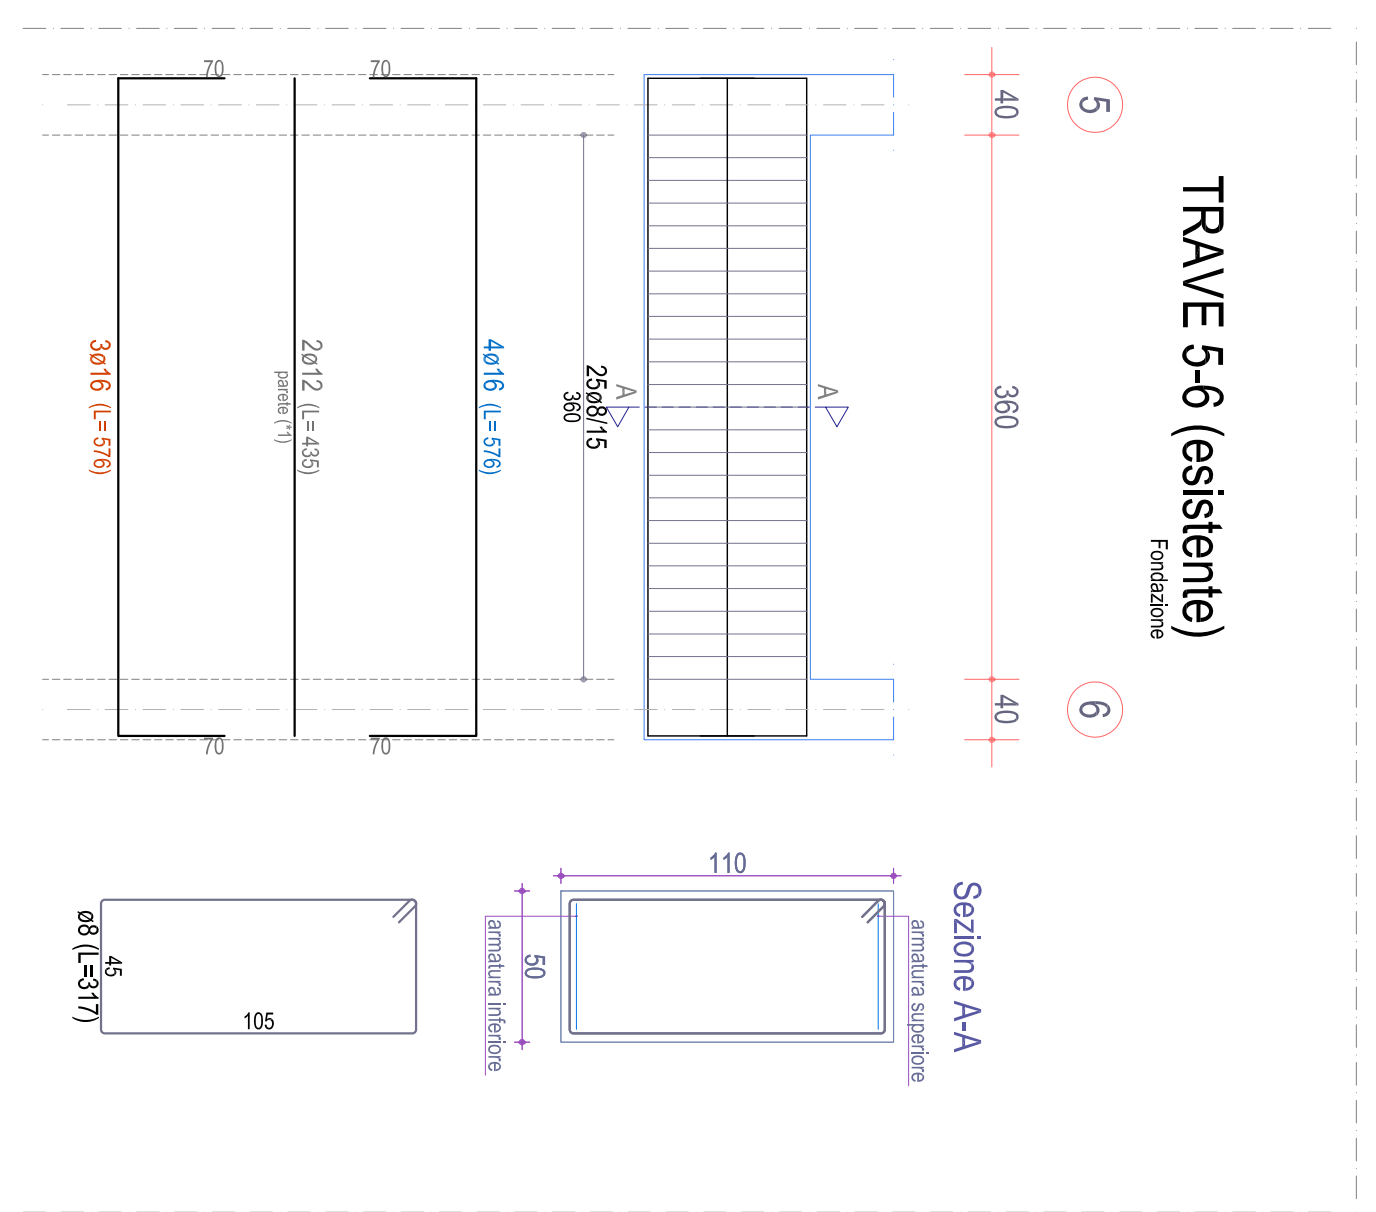 TRAVE 5-6 (esistente)
Fondazione
5
6
40
360
40
A
A
25ø8/15
360
70
70
4ø16 (L= 576)
2ø12 (L= 435)
parete (*1)
3ø16 (L= 576)
70
70
Sezione A-A
110
50
armatura superiore
armatura inferiore
105
45
ø8 (L=317)